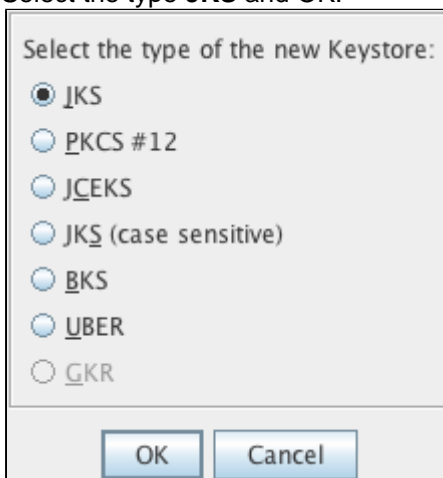 Select the type JKS and OK.
Select the type of the new Keystore:
JKS
PKCS #12
JCEKS
JKS (case sensitive)
BKS
UBER
GKR
OK Cancel